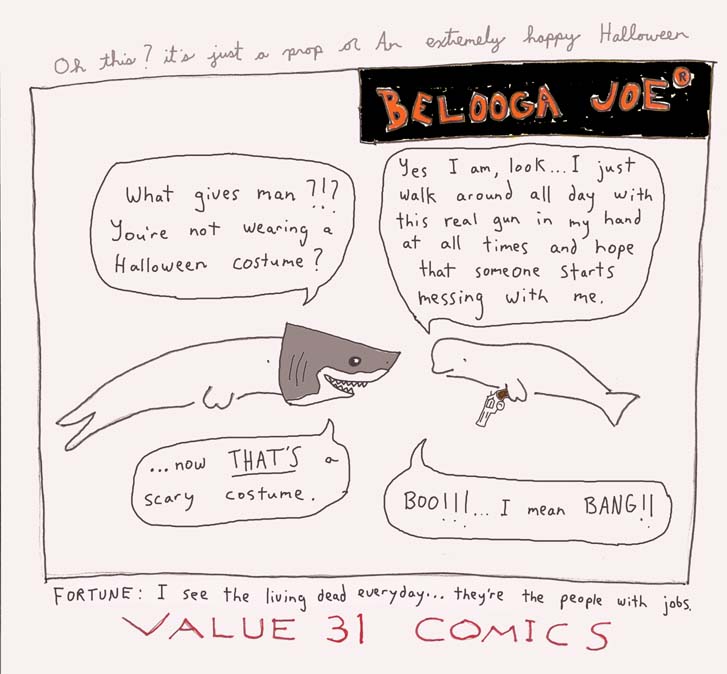 Oh this? it's just a prop or An extremely happy Halloween
BELOOGA JOE®
What gives man?!?
You're not wearing a
Halloween costume?
Yes I am, look...I just
walk around all day with
this real gun in my hand
at all times and hope
that someone starts
messing with me.
...now THAT'S a
scary costume.
BOO!!!... I mean BANG!!
FORTUNE: I see the living dead everyday... they're the people with jobs.
VALUE 31 COMICS